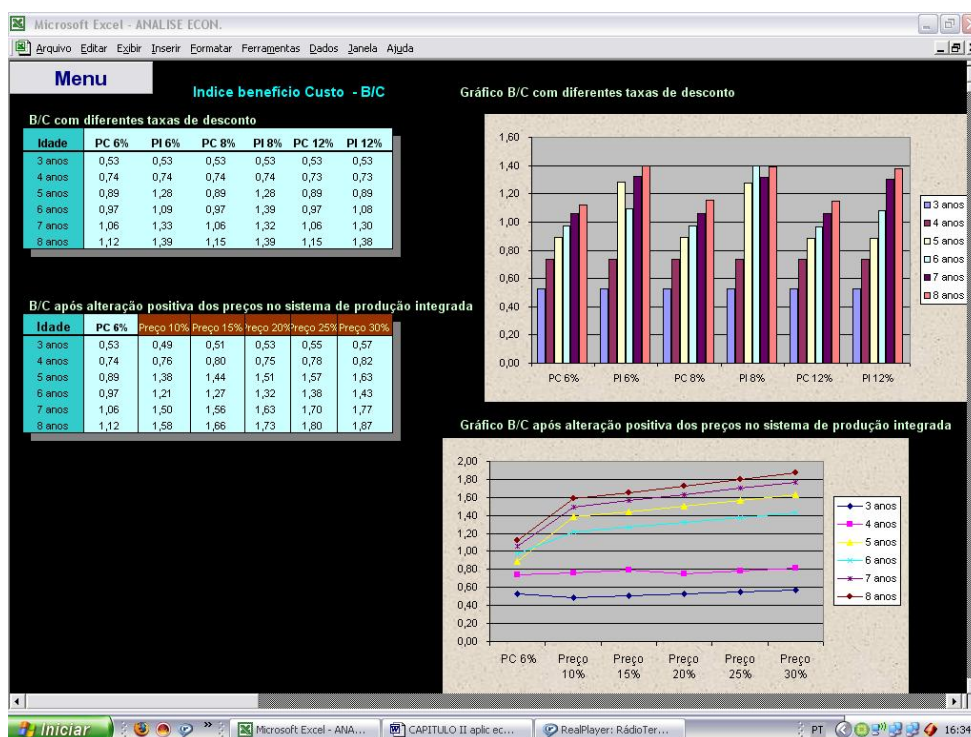 Microsoft Excel - ANALISE ECON.
Arquivo Editar Exibir Inserir Formatar Ferramentas Dados Janela Ajuda
Menu
Indice beneficio Custo - B/C
B/C com diferentes taxas de desconto
Idade PC 6% PI 6% PC 8% PI 8% PC 12% PI 12%
3 anos 0,53 0,53 0,53 0,53 0,53 0,53
4 anos 0,74 0,74 0,74 0,74 0,73 0,73
5 anos 0,89 1,28 0,89 1,28 0,89 0,89
6 anos 0,97 1,09 0,97 1,39 0,97 1,08
7 anos 1,06 1,33 1,06 1,32 1,06 1,30
8 anos 1,12 1,39 1,15 1,39 1,15 1,38
B/C após alteração positiva dos preços no sistema de produção integrada
Idade PC 6% Preço 10% Preço 15% Preço 20% Preço 25% Preço 30%
3 anos 0,53 0,49 0,51 0,53 0,55 0,57
4 anos 0,74 0,76 0,80 0,75 0,78 0,82
5 anos 0,89 1,38 1,44 1,51 1,57 1,63
6 anos 0,97 1,21 1,27 1,32 1,38 1,43
7 anos 1,06 1,50 1,56 1,63 1,70 1,77
8 anos 1,12 1,58 1,66 1,73 1,80 1,87
Gráfico B/C com diferentes taxas de desconto
1,60
1,40
1,20
1,00
0,80
0,60
0,40
0,20
0,00
PC 6% PI 6% PC 8% PI 8% PC 12% PI 12%
3 anos
4 anos
5 anos
6 anos
7 anos
8 anos
Gráfico B/C após alteração positiva dos preços no sistema de produção integrada
2,00
1,80
1,60
1,40
1,20
1,00
0,80
0,60
0,40
0,20
0,00
PC 6% Preço Preço Preço Preço Preço
10% 15% 20% 25% 30%
3 anos
4 anos
5 anos
6 anos
7 anos
8 anos
Iniciar » Microsoft Excel - ANA... CAPITULO II aplic ec... RealPlayer: RádioTer... PT 16:34